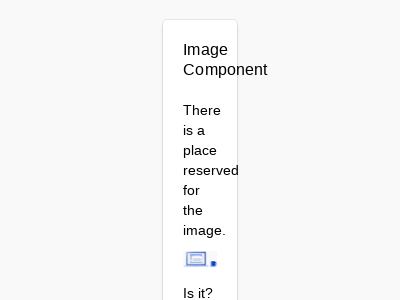 Image
Component
There
is a
place
reserved
for
the
image.
Is it?